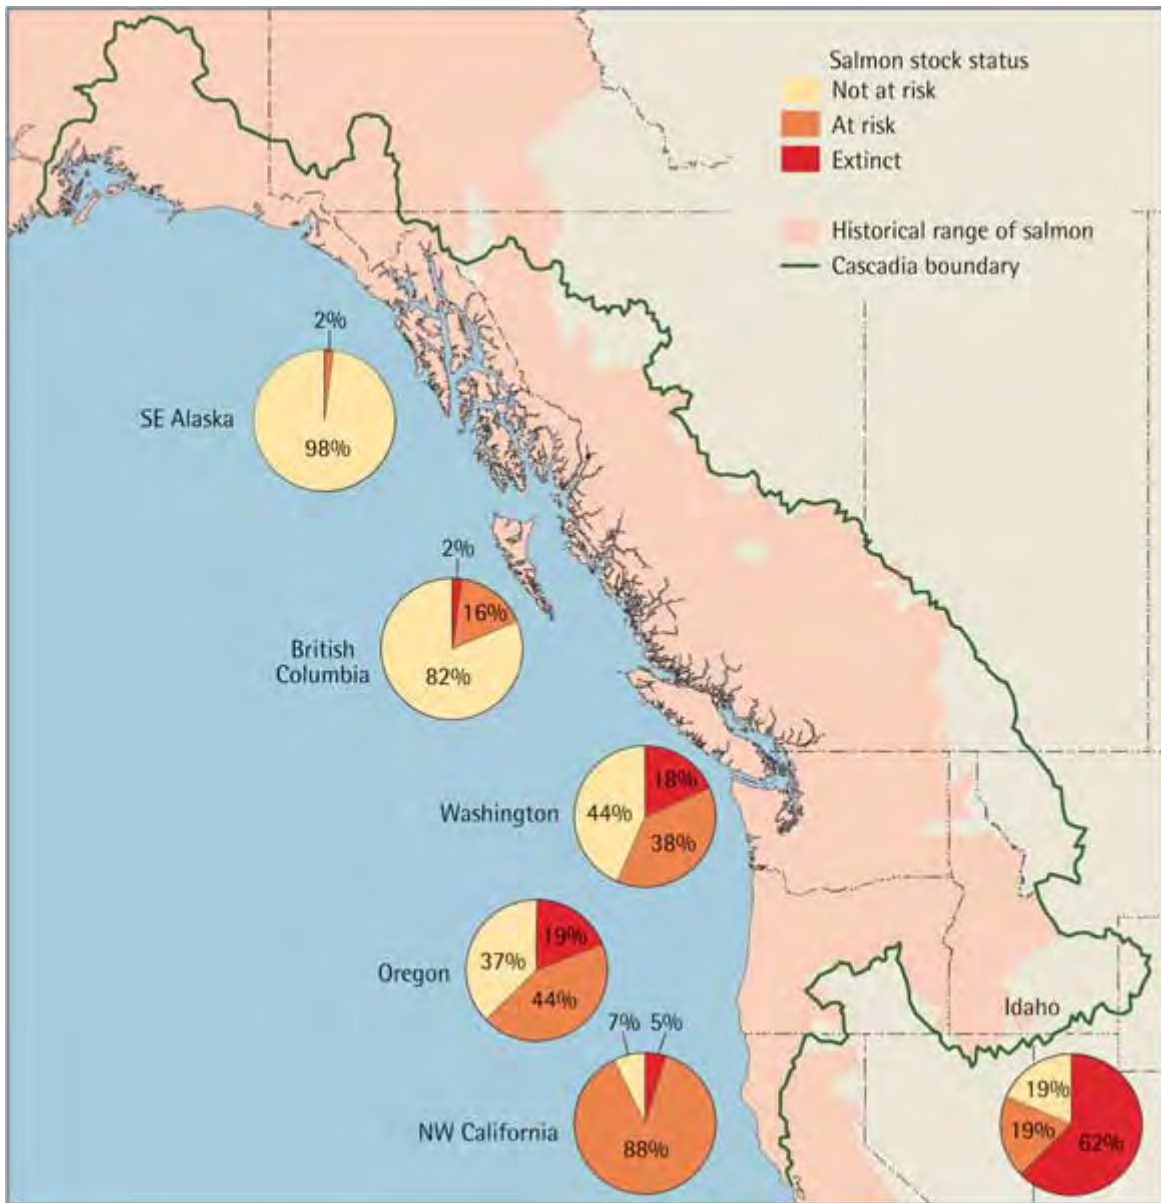 Salmon stock status
Not at risk
At risk
Extinct
Historical range of salmon
Cascadia boundary
2%
SE Alaska
98%
2%
16%
British
Columbia
82%
18%
Washington
44%
38%
19%
37%
Oregon
44%
Idaho
7%
5%
19%
NW California
88%
19%
62%